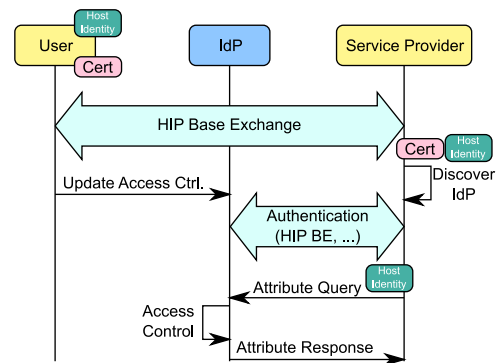 Host
Identity
User
IdP
Service Provider
Cert
HIP Base Exchange
Cert
Host
Identity
Discover
IdP
Update Access Ctrl.
Authentication
(HIP BE, ...)
Host
Identity
Attribute Query
Access
Control
Attribute Response